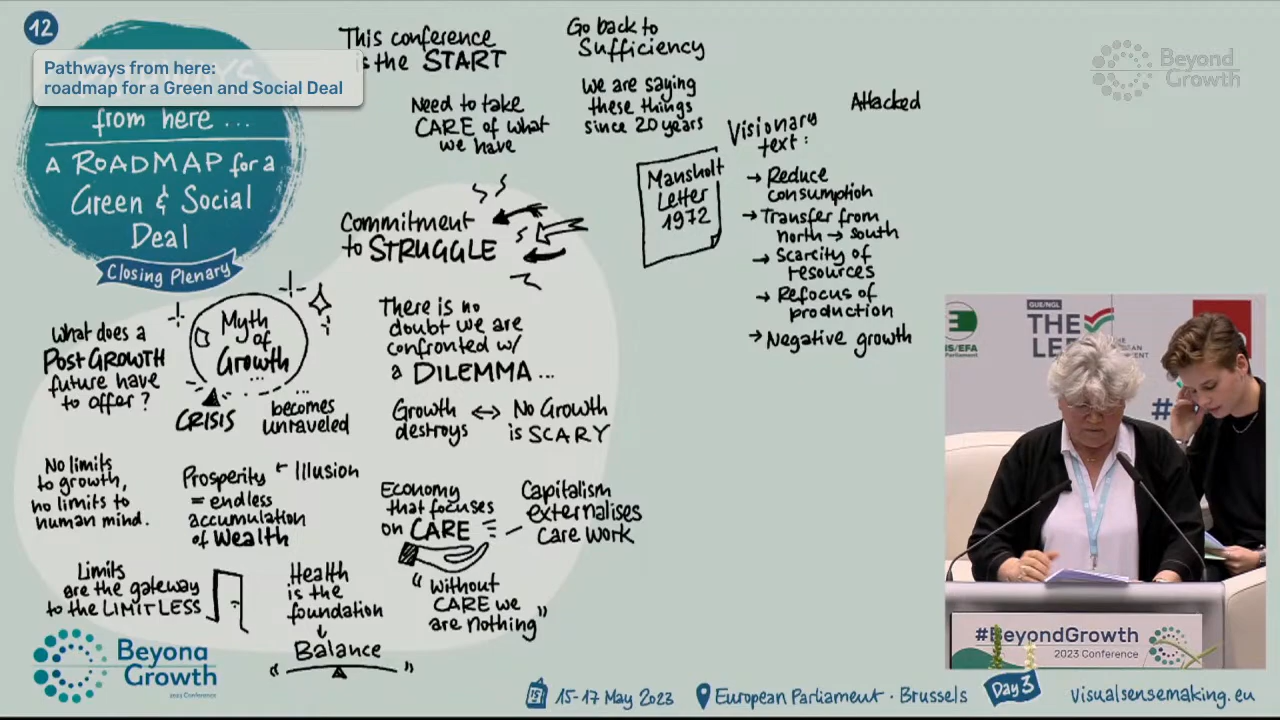 12
Pathways from here:
roadmap for a Green and Social Deal
from here ...
A ROADMAP for a
Green & Social
Deal
Closing Plenary
This conference
is the START
Need to take
CARE of what
we have
Go back to
Sufficiency
We are saying
these things
since 20 years
Attacked
Beyond
Growth
Mansholt
Letter
1972
Visionary
text:
→ Reduce
consumption
→ Transfer from
north → south
→ Scarcity of
resources
→ Refocus of
production
→ Negative growth
Commitment
to STRUGGLE
What does a
POST GROWTH
future have
to offer?
Myth
of
Growth
...
CRISIS
...
becomes
unraveled
There is no
doubt we are
confronted w/
a DILEMMA ...
Growth
destroys
↔
No Growth
is SCARY
No limits
to growth,
no limits to
human mind.
Prosperity ← Illusion
= endless
accumulation
of Wealth
Economy
that focuses
on CARE
Capitalism
externalises
Care work
Limits
are the gateway
to the LIMITLESS
Health
is the
foundation
↓
" Balance "
" Without
CARE we
are nothing "
Beyond
Growth
2023 Conference
GUE/NGL
THE
LE
#
#BeyondGrowth
2023 Conference
15-17 May 2023
European Parliament · Brussels
Day 3
visualsensemaking.eu